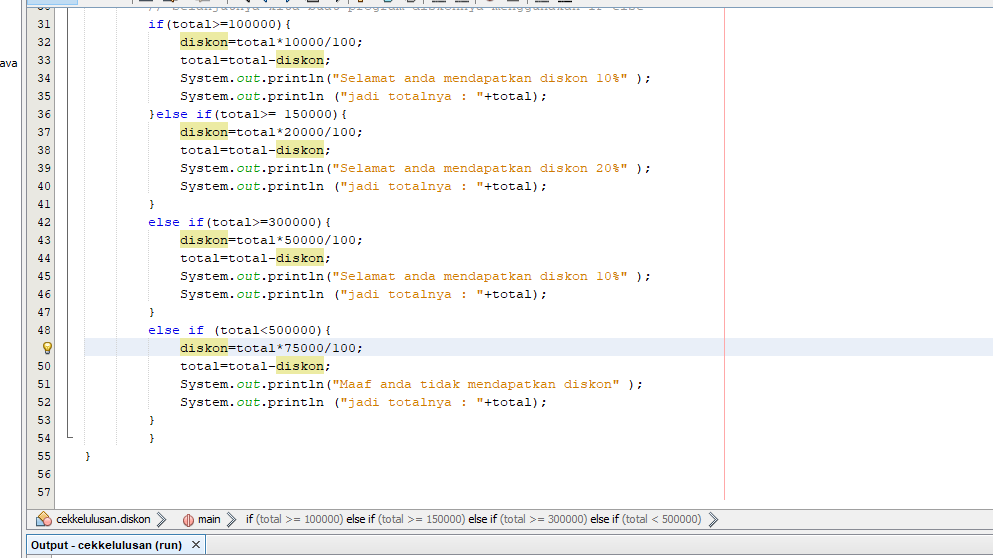 31 if(total>=100000){
32 diskon=total*10000/100;
ava 33 total=total-diskon;
34 System.out.println("Selamat anda mendapatkan diskon 10%" );
35 System.out.println ("jadi totalnya : "+total);
36 }else if(total>= 150000){
37 diskon=total*20000/100;
38 total=total-diskon;
39 System.out.println("Selamat anda mendapatkan diskon 20%" );
40 System.out.println ("jadi totalnya : "+total);
41 }
42 else if(total>=300000){
43 diskon=total*50000/100;
44 total=total-diskon;
45 System.out.println("Selamat anda mendapatkan diskon 10%" );
46 System.out.println ("jadi totalnya : "+total);
47 }
48 else if (total<500000){
diskon=total*75000/100;
50 total=total-diskon;
51 System.out.println("Maaf anda tidak mendapatkan diskon" );
52 System.out.println ("jadi totalnya : "+total);
53 }
54 }
55 }
56
57
cekkelulusan.diskon main if (total >= 100000) else if (total >= 150000) else if (total >= 300000) else if (total < 500000)
Output - cekkelulusan (run) ×